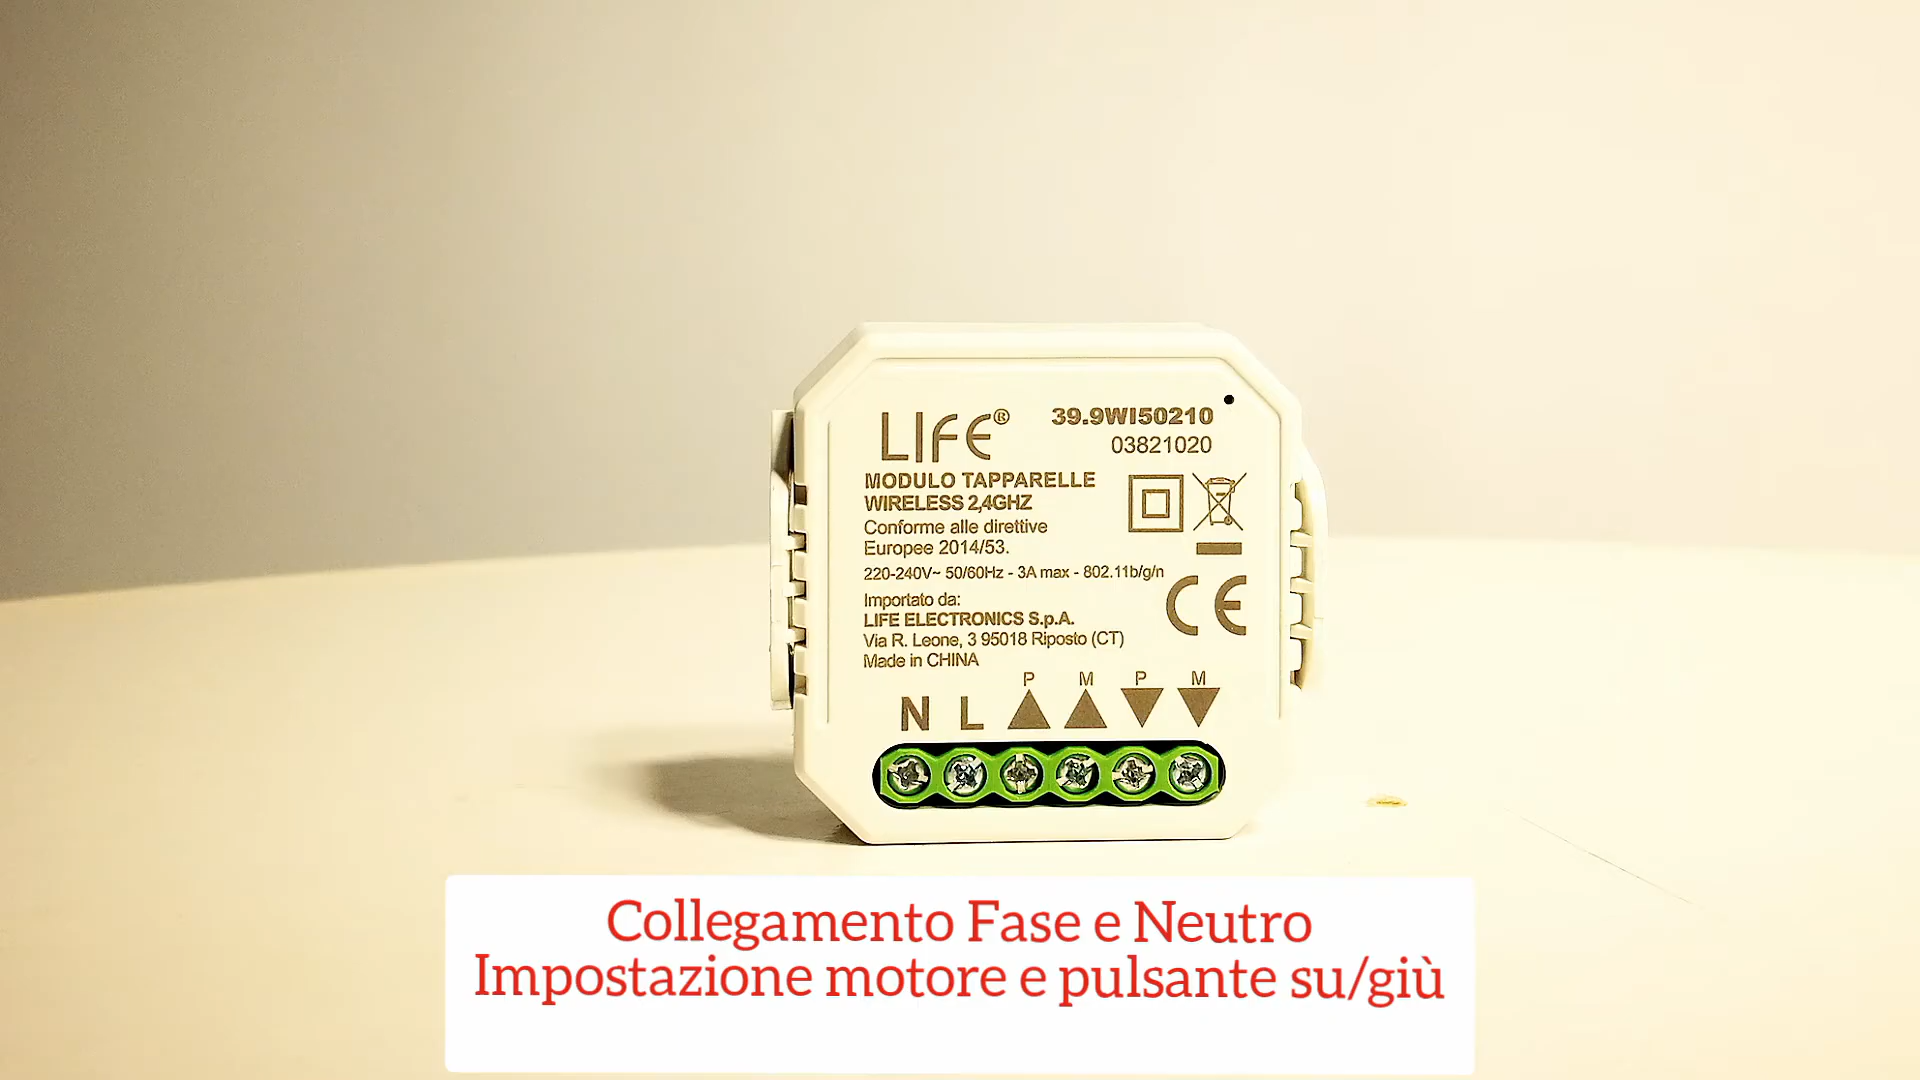 LIFE®
39.9WI50210
03821020
MODULO TAPPARELLE
WIRELESS 2,4GHZ
Conforme alle direttive
Europee 2014/53.
220-240V~ 50/60Hz - 3A max - 802.11b/g/n
CE
Importato da:
LIFE ELECTRONICS S.p.A.
Via R. Leone, 3 95018 Riposto (CT)
Made in CHINA
P M P M
N L
Collegamento Fase e Neutro
Impostazione motore e pulsante su/giù